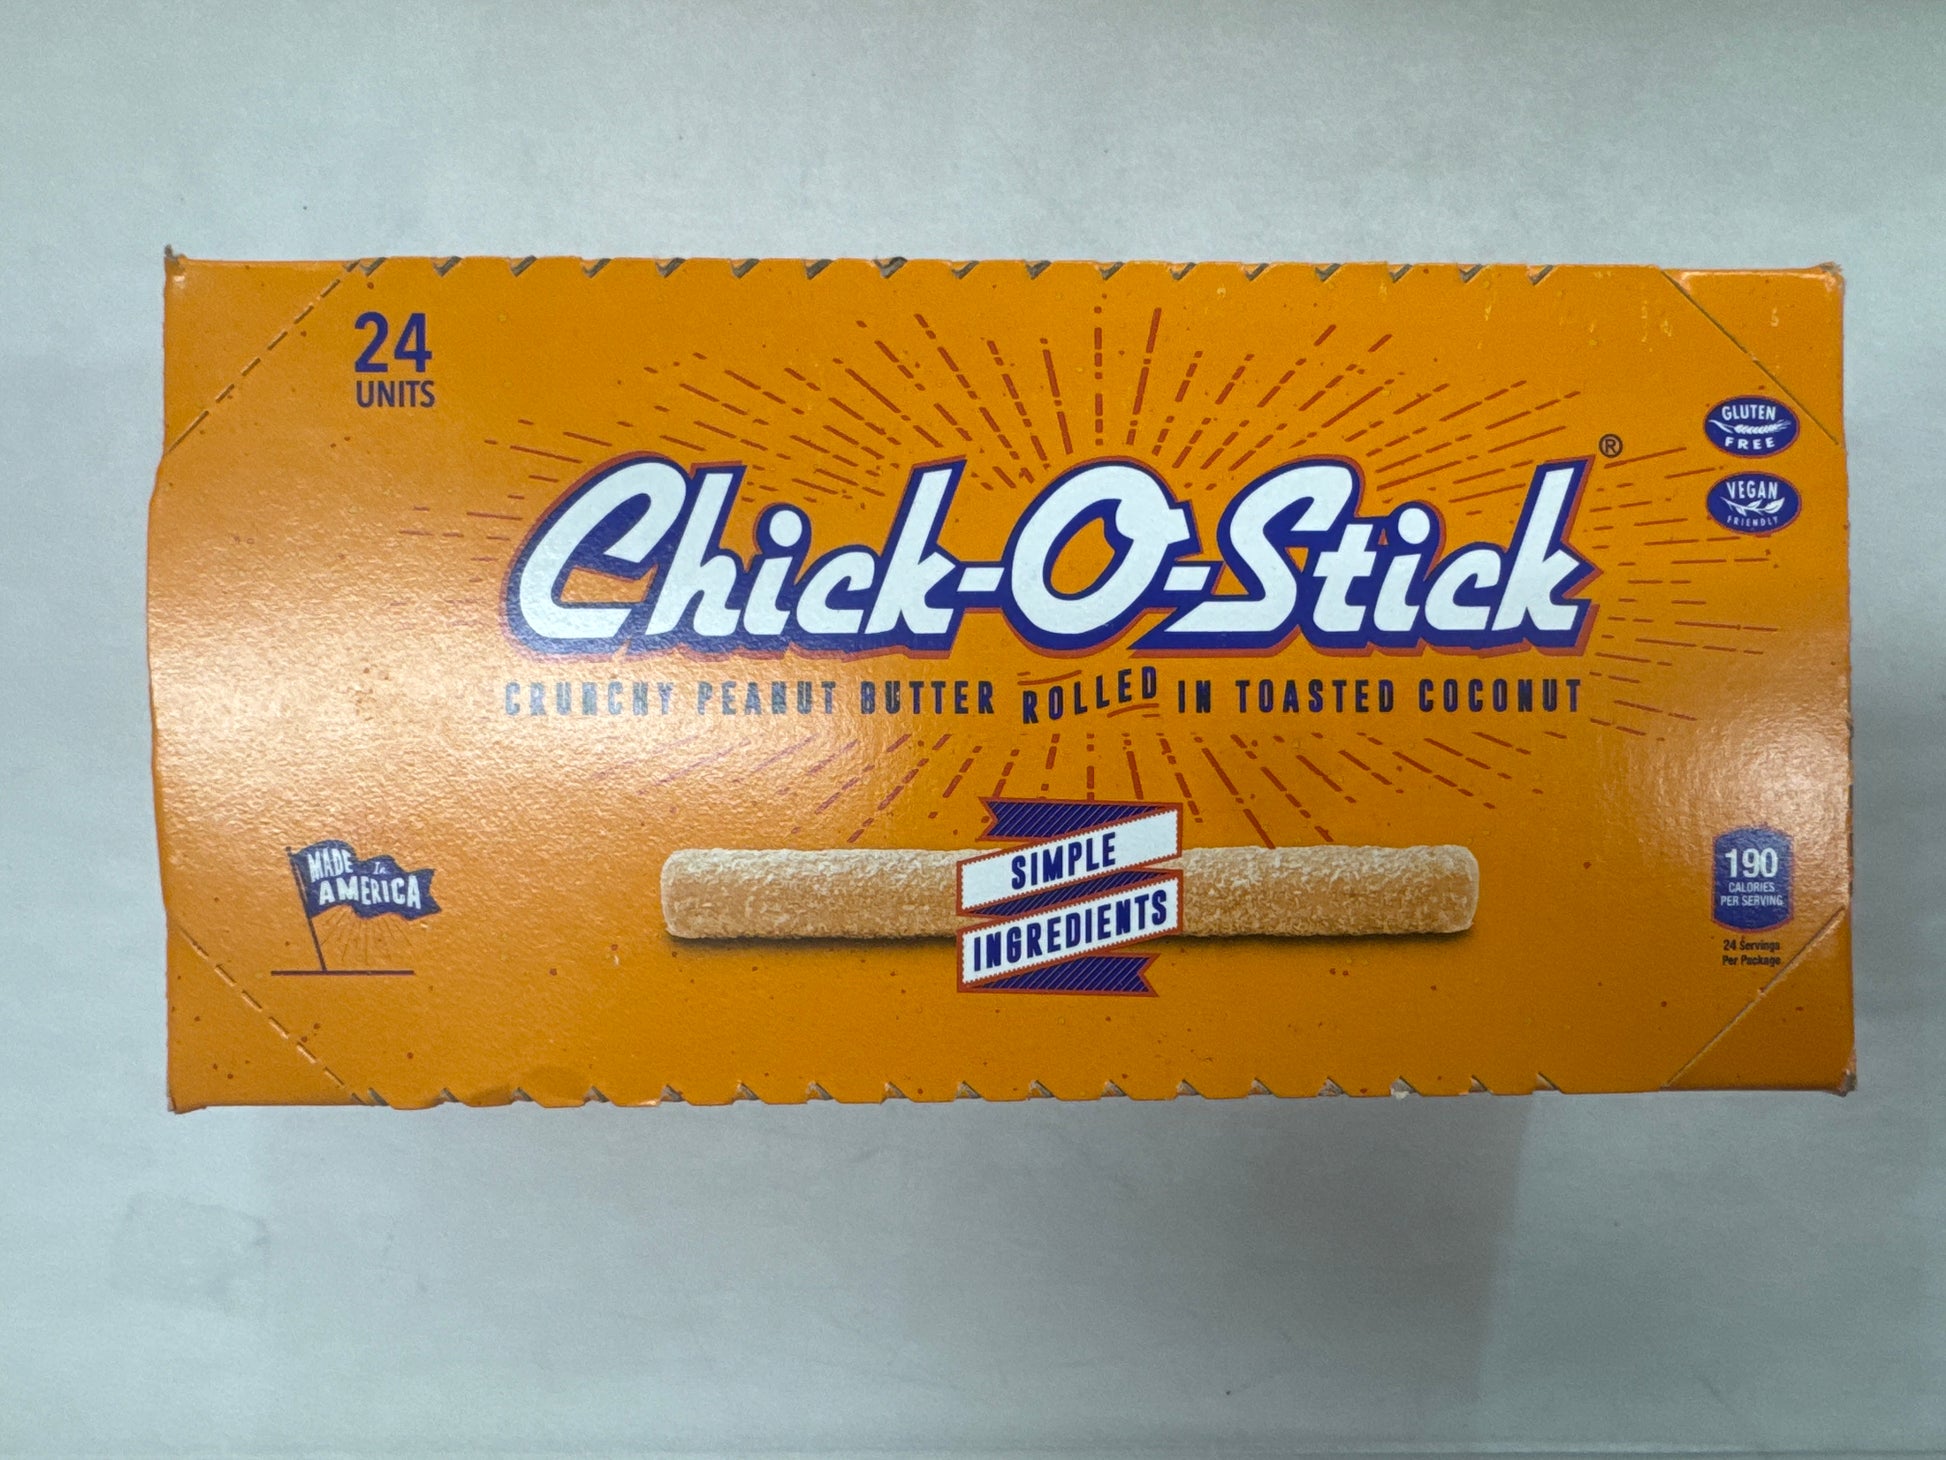 24
UNITS
GLUTEN
FREE
VEGAN
FRIENDLY
Chick-O-Stick®
CRUNCHY PEANUT BUTTER ROLLED IN TOASTED COCONUT
MADE In
AMERICA
SIMPLE
INGREDIENTS
190
CALORIES
PER SERVING
24 Servings
Per Package